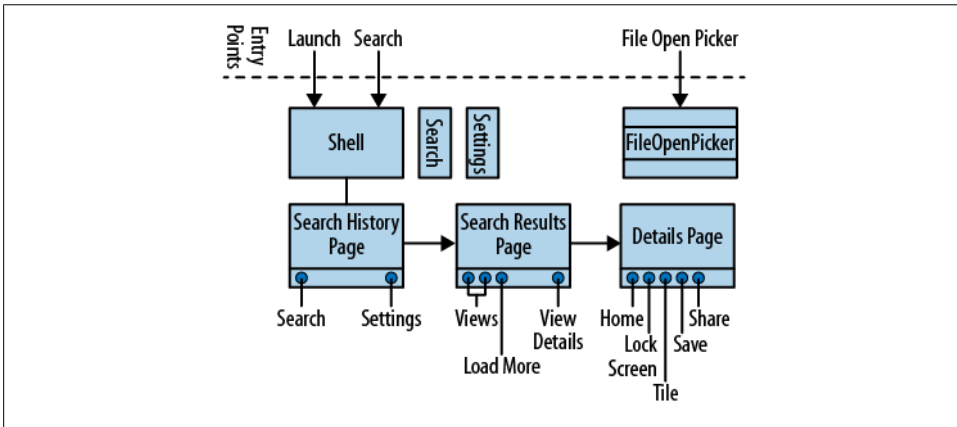 Entry
Points
Launch
Search
File Open Picker
Shell
Search
Settings
FileOpenPicker
Search History
Page
Search Results
Page
Details Page
Search
Settings
Views
Load More
View
Details
Home
Lock
Screen
Tile
Save
Share